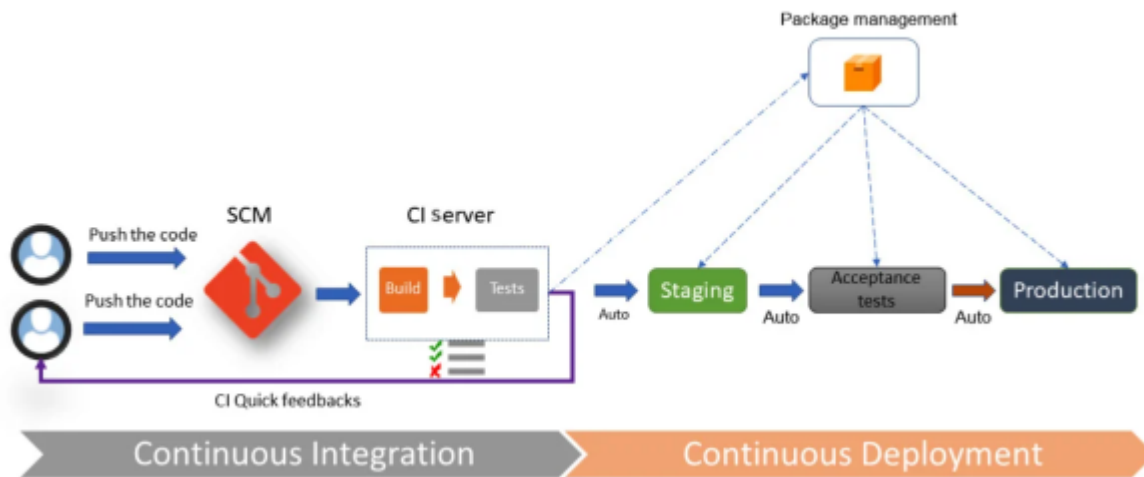 Package management
SCM
CI server
Push the code
Push the code
Build
Tests
Auto
Staging
Auto
Acceptance
tests
Auto
Production
CI Quick feedbacks
Continuous Integration
Continuous Deployment